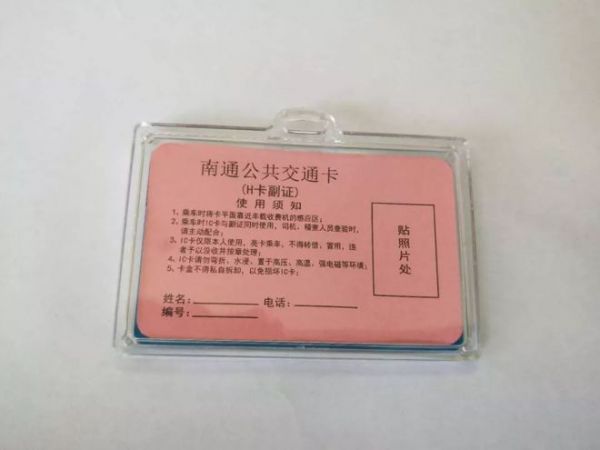 南通公共交通卡
(H卡副证)
使用须知
1、乘车时将卡平面靠近车载收费机的感应区;
2、乘车时IC卡与副证同时使用,司机、稽查人员查验时,
请主动配合;
3、IC卡仅限本人使用,亮卡乘车,不得转借、冒用,违
者予以没收并按章处理;
4、IC卡请勿弯折、水浸、置于高压、高温、强电磁等环境;
5、卡盒不得私自拆卸,以免损坏IC卡;
贴照片处
姓名: 电话:
编号: